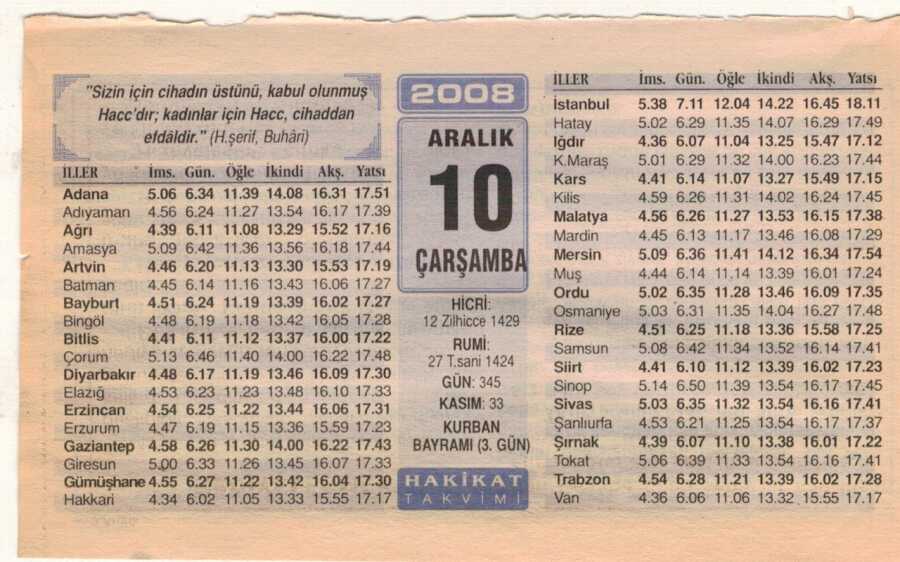 "Sizin için cihadın üstünü, kabul olunmuş
Hacc'dır; kadınlar için Hacc, cihaddan
efdâldir." (H.şerif, Buhâri)
İLLER İms. Gün. Öğle İkindi Akş. Yatsı
Adana 5.06 6.34 11.39 14.08 16.31 17.51
Adıyaman 4.56 6.24 11.27 13.54 16.17 17.39
Ağrı 4.39 6.11 11.08 13.29 15.52 17.16
Amasya 5.09 6.42 11.36 13.56 16.18 17.44
Artvin 4.46 6.20 11.13 13.30 15.53 17.19
Batman 4.45 6.14 11.16 13.43 16.06 17.27
Bayburt 4.51 6.24 11.19 13.39 16.02 17.27
Bingöl 4.48 6.19 11.18 13.42 16.05 17.28
Bitlis 4.41 6.11 11.12 13.37 16.00 17.22
Çorum 5.13 6.46 11.40 14.00 16.22 17.48
Diyarbakır 4.48 6.17 11.19 13.46 16.09 17.30
Elazığ 4.53 6.23 11.23 13.48 16.10 17.33
Erzincan 4.54 6.25 11.22 13.44 16.06 17.31
Erzurum 4.47 6.19 11.15 13.36 15.59 17.23
Gaziantep 4.58 6.26 11.30 14.00 16.22 17.43
Giresun 5.00 6.33 11.26 13.45 16.07 17.33
Gümüşhane 4.55 6.27 11.22 13.42 16.04 17.30
Hakkari 4.34 6.02 11.05 13.33 15.55 17.17
2008
ARALIK
10
ÇARŞAMBA
HİCRİ:
12 Zilhicce 1429
RUMİ:
27 T.sani 1424
GÜN: 345
KASIM: 33
KURBAN
BAYRAMI (3. GÜN)
HAKİKAT
TAKVİMİ
İLLER İms. Gün. Öğle İkindi Akş. Yatsı
İstanbul 5.38 7.11 12.04 14.22 16.45 18.11
Hatay 5.02 6.29 11.35 14.07 16.29 17.49
Iğdır 4.36 6.07 11.04 13.25 15.47 17.12
K.Maraş 5.01 6.29 11.32 14.00 16.23 17.44
Kars 4.41 6.14 11.07 13.27 15.49 17.15
Kilis 4.59 6.26 11.31 14.02 16.24 17.45
Malatya 4.56 6.26 11.27 13.53 16.15 17.38
Mardin 4.45 6.13 11.17 13.46 16.08 17.29
Mersin 5.09 6.36 11.41 14.12 16.34 17.54
Muş 4.44 6.14 11.14 13.39 16.01 17.24
Ordu 5.02 6.35 11.28 13.46 16.09 17.35
Osmaniye 5.03 6.31 11.35 14.04 16.27 17.48
Rize 4.51 6.25 11.18 13.36 15.58 17.25
Samsun 5.08 6.42 11.34 13.52 16.14 17.41
Siirt 4.41 6.10 11.12 13.39 16.02 17.23
Sinop 5.14 6.50 11.39 13.54 16.17 17.45
Sivas 5.03 6.35 11.32 13.54 16.16 17.41
Şanlıurfa 4.53 6.21 11.25 13.54 16.17 17.37
Şırnak 4.39 6.07 11.10 13.38 16.01 17.22
Tokat 5.06 6.39 11.33 13.54 16.16 17.41
Trabzon 4.54 6.28 11.21 13.39 16.02 17.28
Van 4.36 6.06 11.06 13.32 15.55 17.17